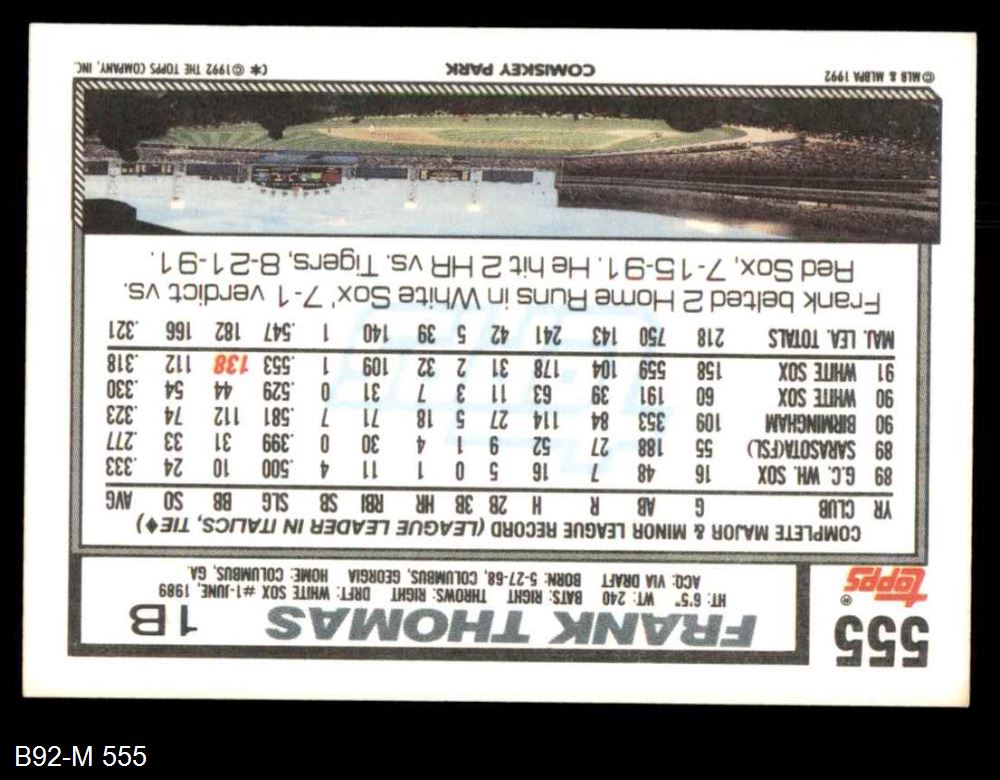 555
FRANK THOMAS 1B
HT: 6'5" WT: 240 BATS: RIGHT THROWS: RIGHT DRFT: WHITE SOX #1-JUNE, 1989
ACQ: VIA DRAFT BORN: 5-27-68, COLUMBUS, GEORGIA HOME: COLUMBUS, GA.
topps®
COMPLETE MAJOR & MINOR LEAGUE RECORD (LEAGUE LEADER IN ITALICS, TIE♦)
YR CLUB G AB R H 2B 3B HR RBI SB SLG BB SO AVG
89 G.C. WH. SOX 16 48 7 16 5 0 1 11 4 .500 10 24 .333
89 SARASOTA(FSL) 55 188 27 52 9 1 4 30 0 .399 31 33 .277
90 BIRMINGHAM 109 353 84 114 27 5 18 71 7 .581 112 74 .323
90 WHITE SOX 60 191 39 63 11 3 7 31 0 .529 44 54 .330
91 WHITE SOX 158 559 104 178 31 2 32 109 1 .553 138 112 .318
MAJ. LEA. TOTALS 218 750 143 241 42 5 39 140 1 .547 182 166 .321
Frank belted 2 Home Runs in White Sox' 7-1 verdict vs.
Red Sox, 7-15-91. He hit 2 HR vs. Tigers, 8-21-91.
© MLB & MLBPA 1992 COMISKEY PARK (* © 1992 THE TOPPS COMPANY, INC.
B92-M 555